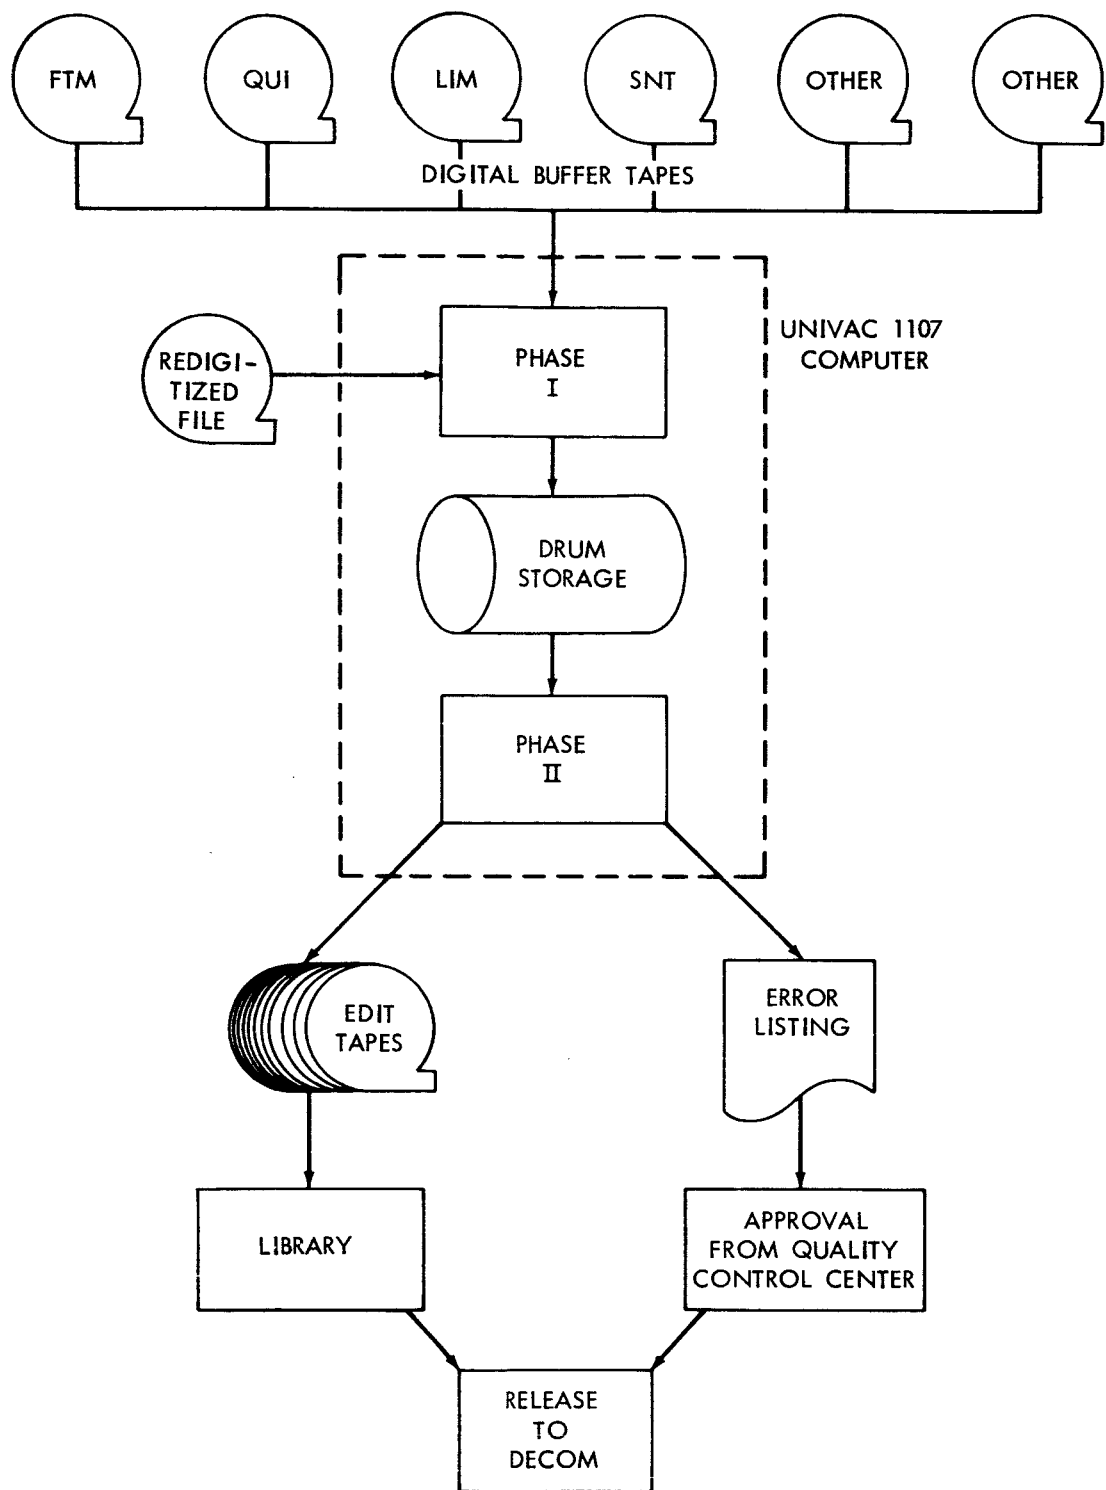 FTM
QUI
LIM
SNT
OTHER
OTHER
DIGITAL BUFFER TAPES
UNIVAC 1107
COMPUTER
PHASE
I
REDIGI-
TIZED
FILE
DRUM
STORAGE
PHASE
II
EDIT
TAPES
ERROR
LISTING
LIBRARY
APPROVAL
FROM QUALITY
CONTROL CENTER
RELEASE
TO
DECOM